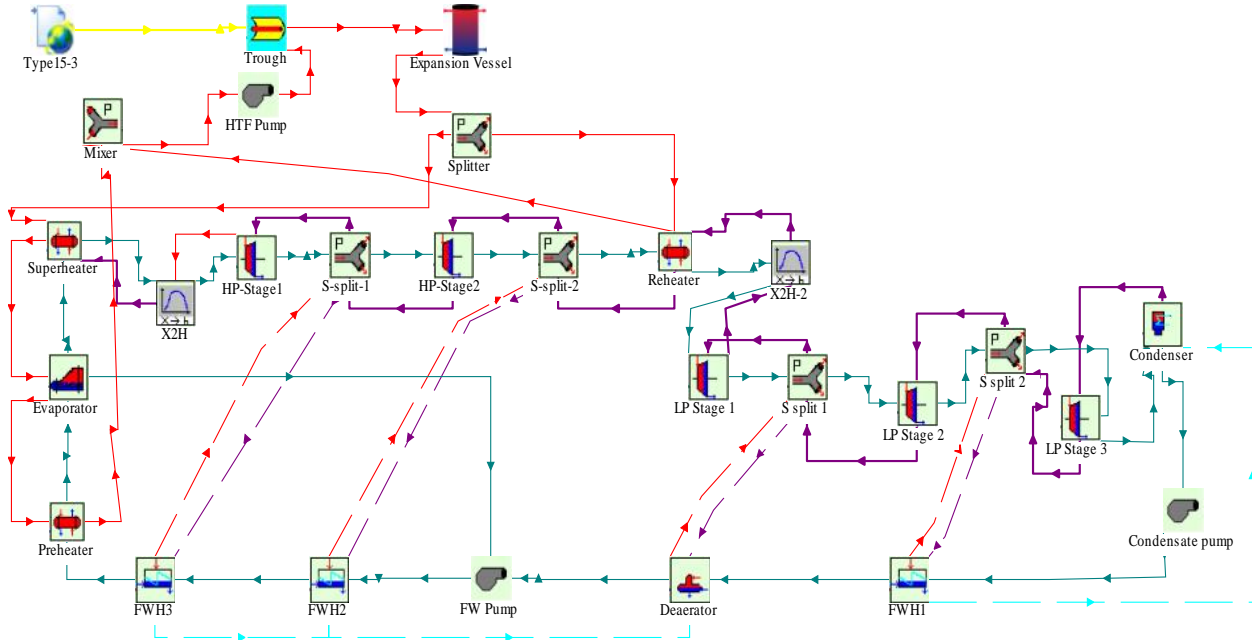 Type15-3
Trough
Expansion Vessel
HTF Pump
P
Mixer
P
Splitter
Superheater
X→h
X2H
HP-Stage1
P
S-split-1
HP-Stage2
P
S-split-2
Reheater
X→h
X2H-2
LP Stage 1
P
S split 1
LP Stage 2
P
S split 2
LP Stage 3
Condenser
Evaporator
Preheater
Condensate pump
FWH3
FWH2
FW Pump
Deaerator
FWH1